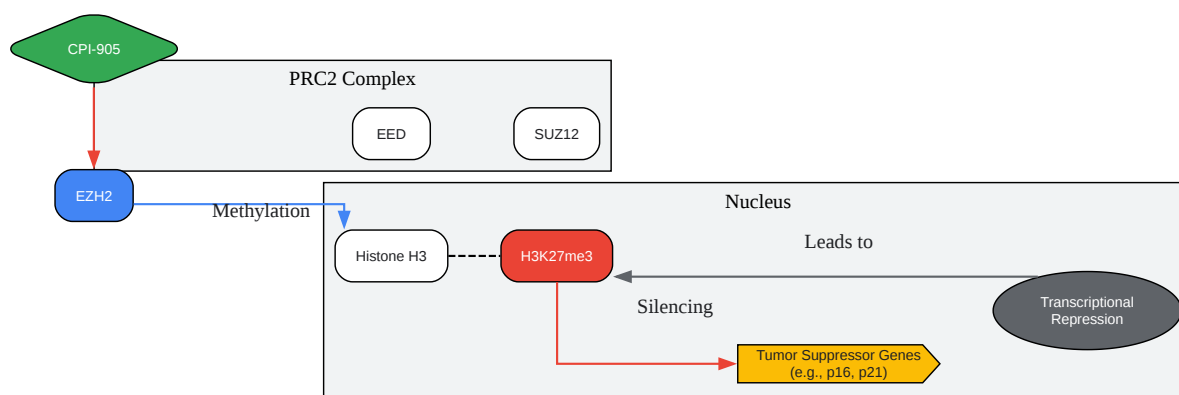 CPI-905
PRC2 Complex
EED
SUZ12
EZH2
Methylation
Nucleus
Histone H3
H3K27me3
Leads to
Silencing
Transcriptional
Repression
Tumor Suppressor Genes
(e.g., p16, p21)